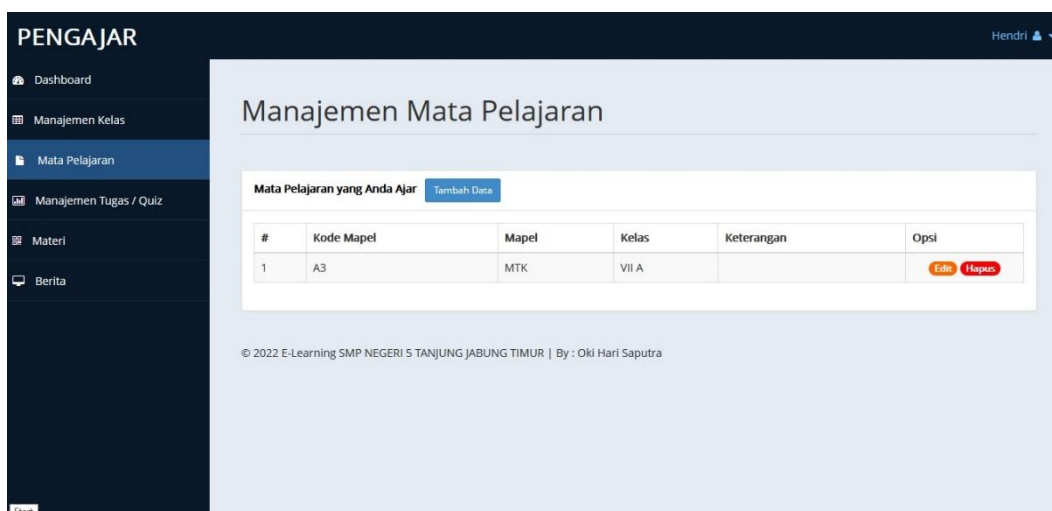 PENGAJAR
Hendri
Dashboard
Manajemen Kelas
Mata Pelajaran
Manajemen Tugas / Quiz
Materi
Berita
Manajemen Mata Pelajaran
Mata Pelajaran yang Anda Ajar Tambah Data
# Kode Mapel Mapel Kelas Keterangan Opsi
1 A3 MTK VII A Edit Hapus
© 2022 E-Learning SMP NEGERI 5 TANJUNG JABUNG TIMUR | By : Oki Hari Saputra